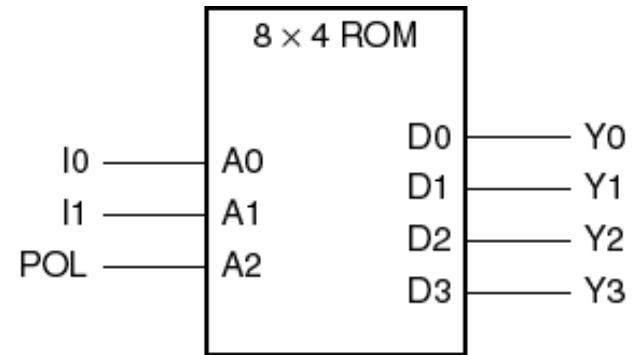 8 × 4 ROM
I0 A0 D0 Y0
I1 A1 D1 Y1
POL A2 D2 Y2
D3 Y3